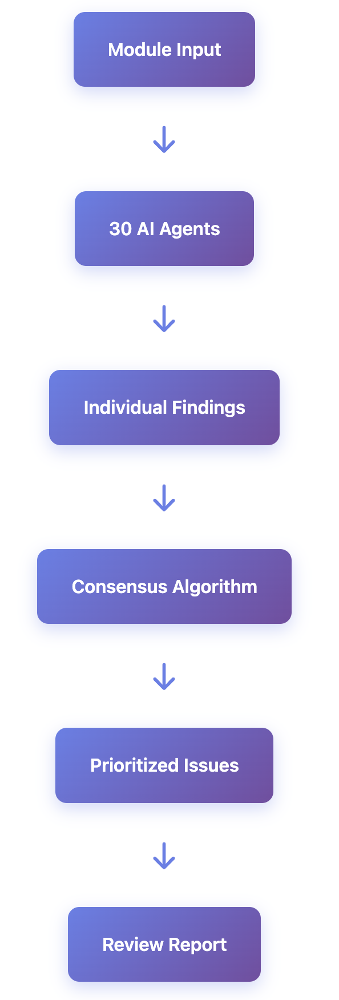 Module Input
30 AI Agents
Individual Findings
Consensus Algorithm
Prioritized Issues
Review Report